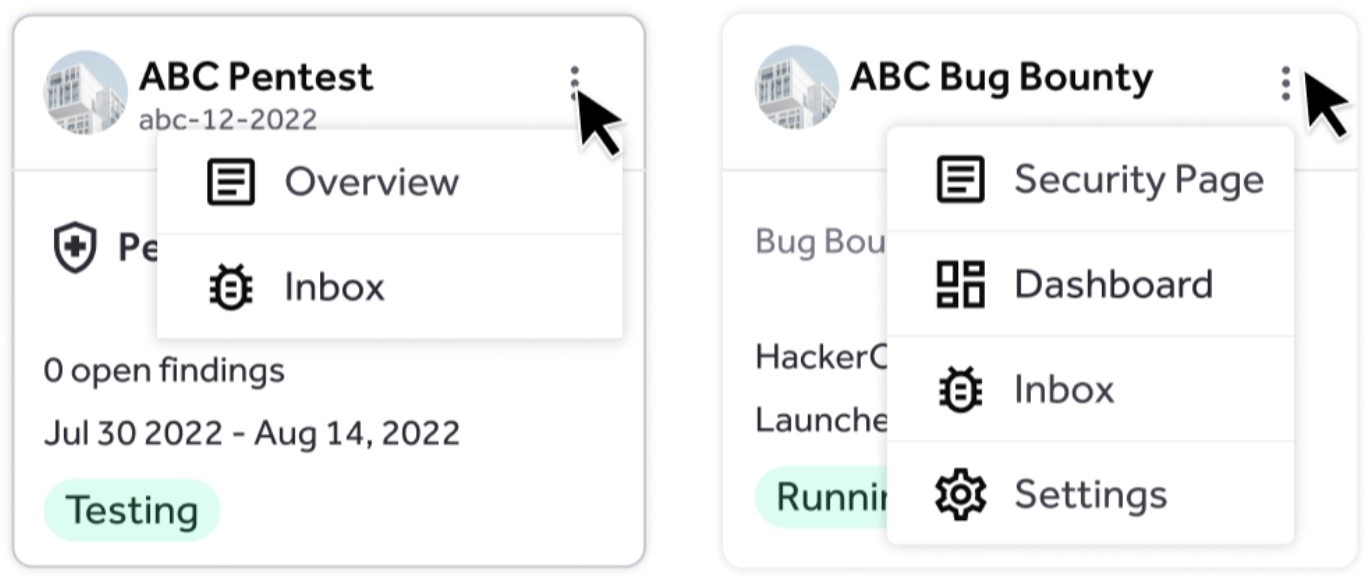 ABC Pentest
abc-12-2022
Overview
Pe
Inbox
0 open findings
Jul 30 2022 - Aug 14, 2022
Testing
ABC Bug Bounty
Security Page
Bug Bou
Dashboard
HackerO
Inbox
Launche
Runnin
Settings